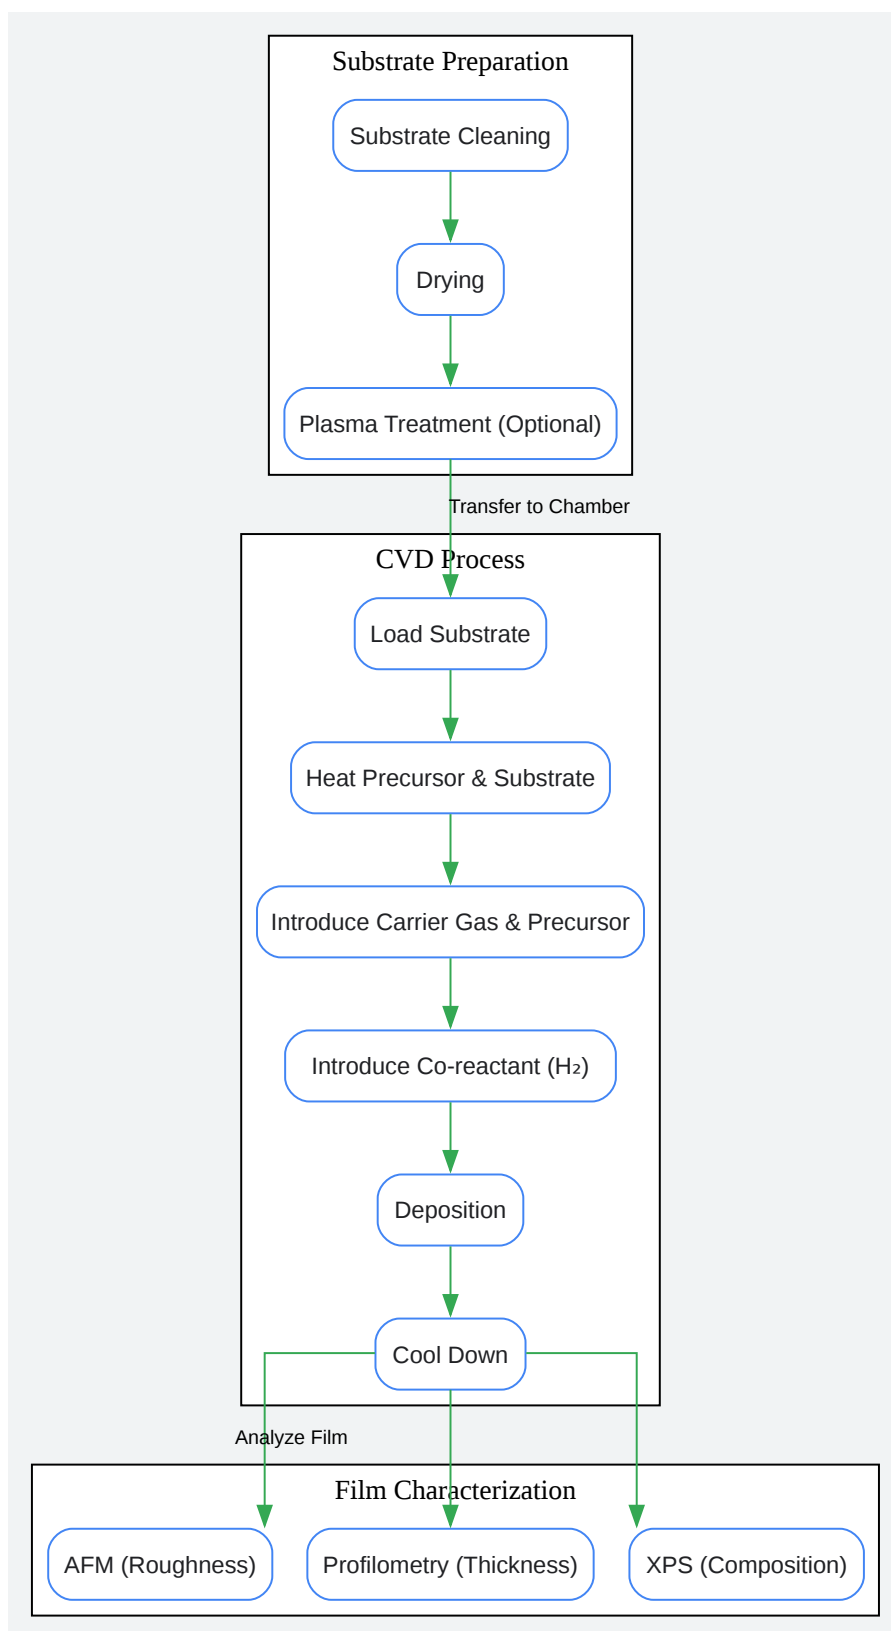 Substrate Preparation
Substrate Cleaning
Drying
Plasma Treatment (Optional)
Transfer to Chamber
CVD Process
Load Substrate
Heat Precursor & Substrate
Introduce Carrier Gas & Precursor
Introduce Co-reactant (H₂)
Deposition
Cool Down
Analyze Film
Film Characterization
AFM (Roughness)
Profilometry (Thickness)
XPS (Composition)